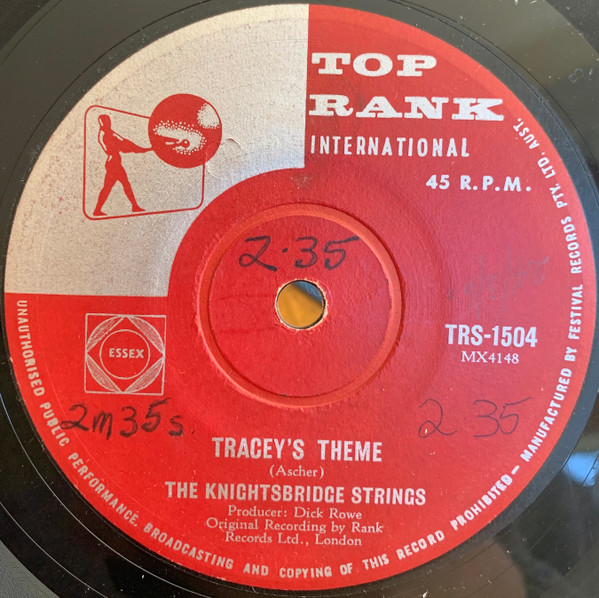 TOP
RANK
INTERNATIONAL
45 R.P.M.
2·35
TRS-1504
MX4148
ESSEX
2m35s.
2 35
TRACEY'S THEME
(Ascher)
THE KNIGHTSBRIDGE STRINGS
Producer: Dick Rowe
Original Recording by Rank
Records Ltd., London
UNAUTHORISED PUBLIC PERFORMANCE, BROADCASTING AND COPYING OF THIS RECORD PROHIBITED — MANUFACTURED BY FESTIVAL RECORDS PTY. LTD., AUST.